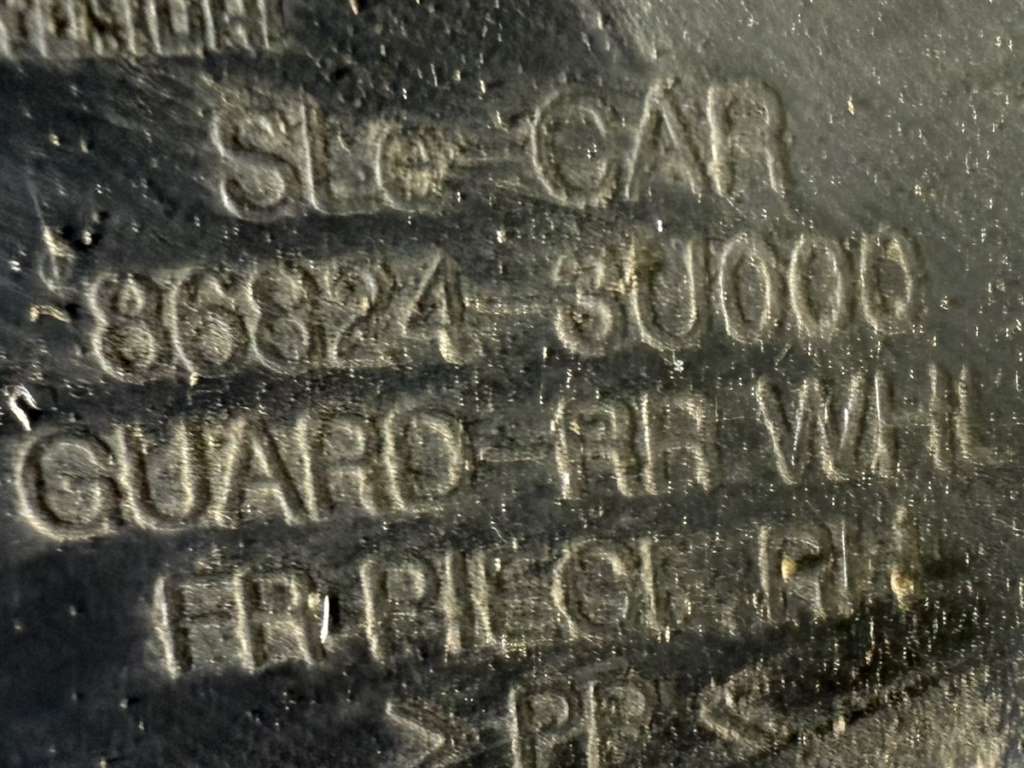 SLc-CAR
86824-3U000
GUARD-RR WHL
FR PIECE RH
>PP<